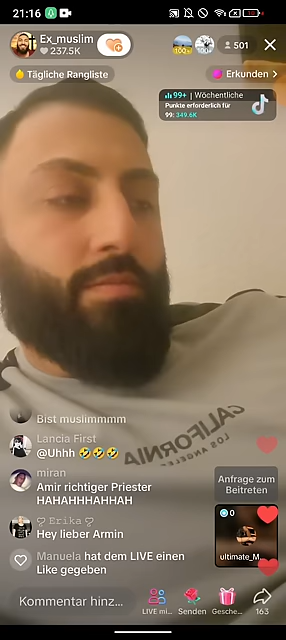 21:16
Ex_muslim
237.5K
501
Tägliche Rangliste
Erkunden >
99+ | Wöchentliche
Punkte erforderlich für
99: 349.6K
CALIFORNIA
LOS ANGELES
Bist muslimmmm
Lancia First
@Uhhh 🤣🤣🤣
miran
Amir richtiger Priester
HAHAHHHAHHAH
Erika
Hey lieber Armin
Manuela hat dem LIVE einen
Like gegeben
Anfrage zum
Beitreten
0
ultimate_M...
Kommentar hinz...
LIVE mi...
Senden
Gesche...
163